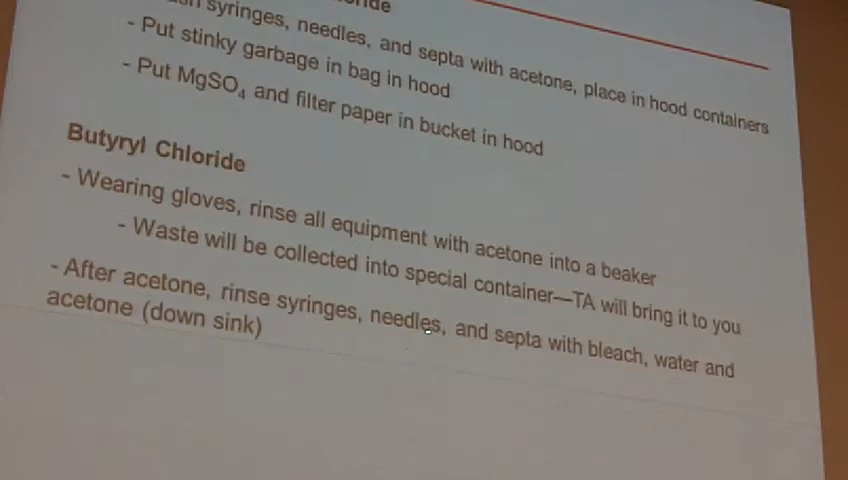 syringes, needles, and septa with acetone, place in hood containers
- Put stinky garbage in bag in hood
- Put MgSO₄ and filter paper in bucket in hood
Butyryl Chloride
- Wearing gloves, rinse all equipment with acetone into a beaker
- Waste will be collected into special container—TA will bring it to you
- After acetone, rinse syringes, needles, and septa with bleach, water and
acetone (down sink)